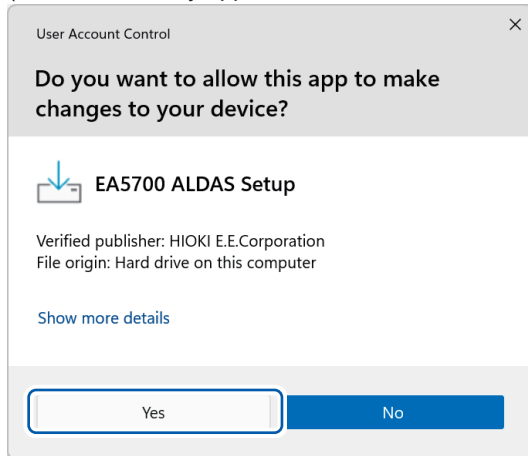 User Account Control
Do you want to allow this app to make
changes to your device?
EA5700 ALDAS Setup
Verified publisher: HIOKI E.E.Corporation
File origin: Hard drive on this computer
Show more details
Yes
No